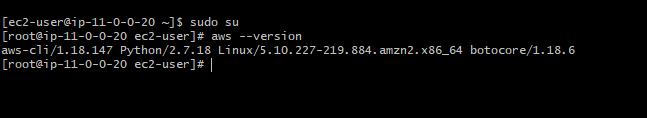 [ec2-user@ip-11-0-0-20 ~]$ sudo su
[root@ip-11-0-0-20 ec2-user]# aws --version
aws-cli/1.18.147 Python/2.7.18 Linux/5.10.227-219.884.amzn2.x86_64 botocore/1.18.6
[root@ip-11-0-0-20 ec2-user]#